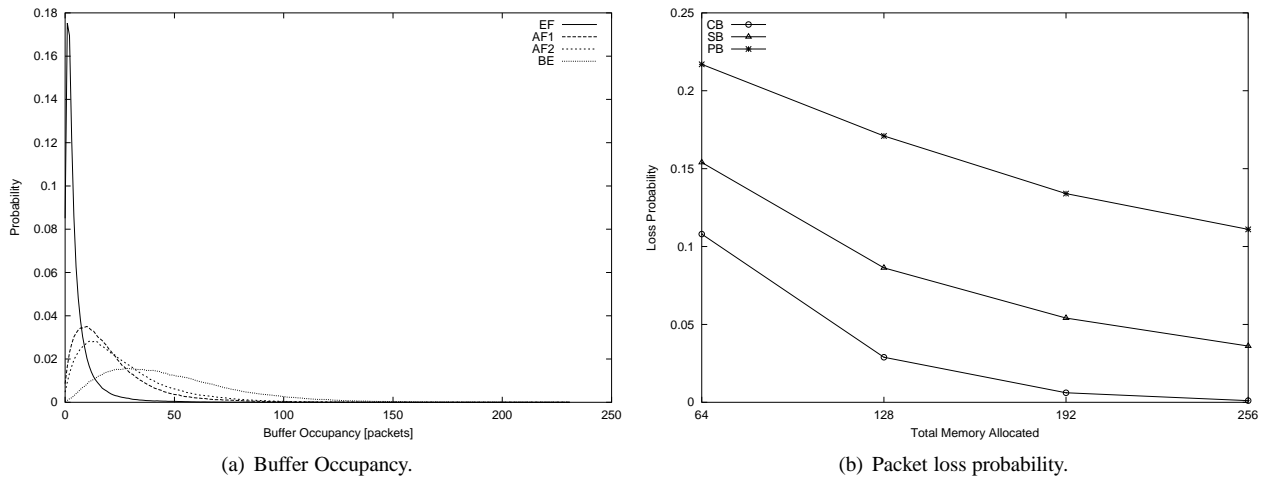 0.18
0.16
0.14
0.12
0.1
0.08
0.06
0.04
0.02
0
Probability
0 50 100 150 200 250
Buffer Occupancy [packets]
EF
AF1
AF2
BE
(a) Buffer Occupancy.
0.25
0.2
0.15
0.1
0.05
0
Loss Probability
64 128 192 256
Total Memory Allocated
CB
SB
PB
(b) Packet loss probability.